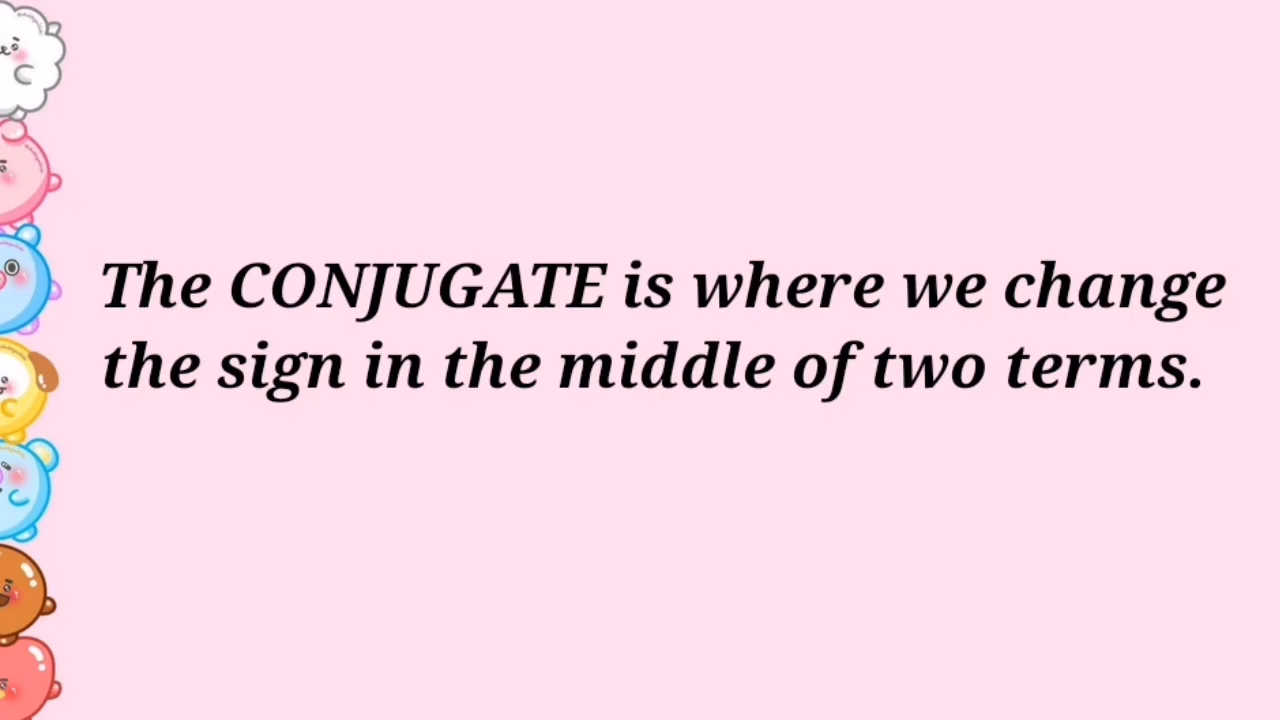 The CONJUGATE is where we change
the sign in the middle of two terms.